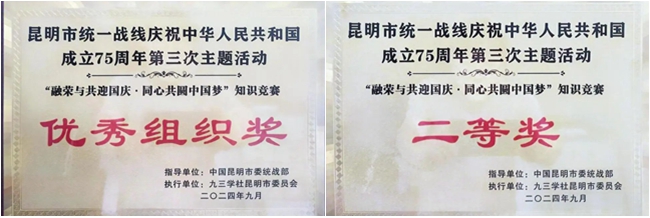 昆明市统一战线庆祝中华人民共和国
成立75周年第三次主题活动
“融荣与共迎国庆·同心共圆中国梦”知识竞赛
优秀组织奖
指导单位：中国昆明市委统战部
执行单位：九三学社昆明市委员会
二〇二四年九月
昆明市统一战线庆祝中华人民共和国
成立75周年第三次主题活动
“融荣与共迎国庆·同心共圆中国梦”知识竞赛
二等奖
指导单位：中国昆明市委统战部
执行单位：九三学社昆明市委员会
二〇二四年九月